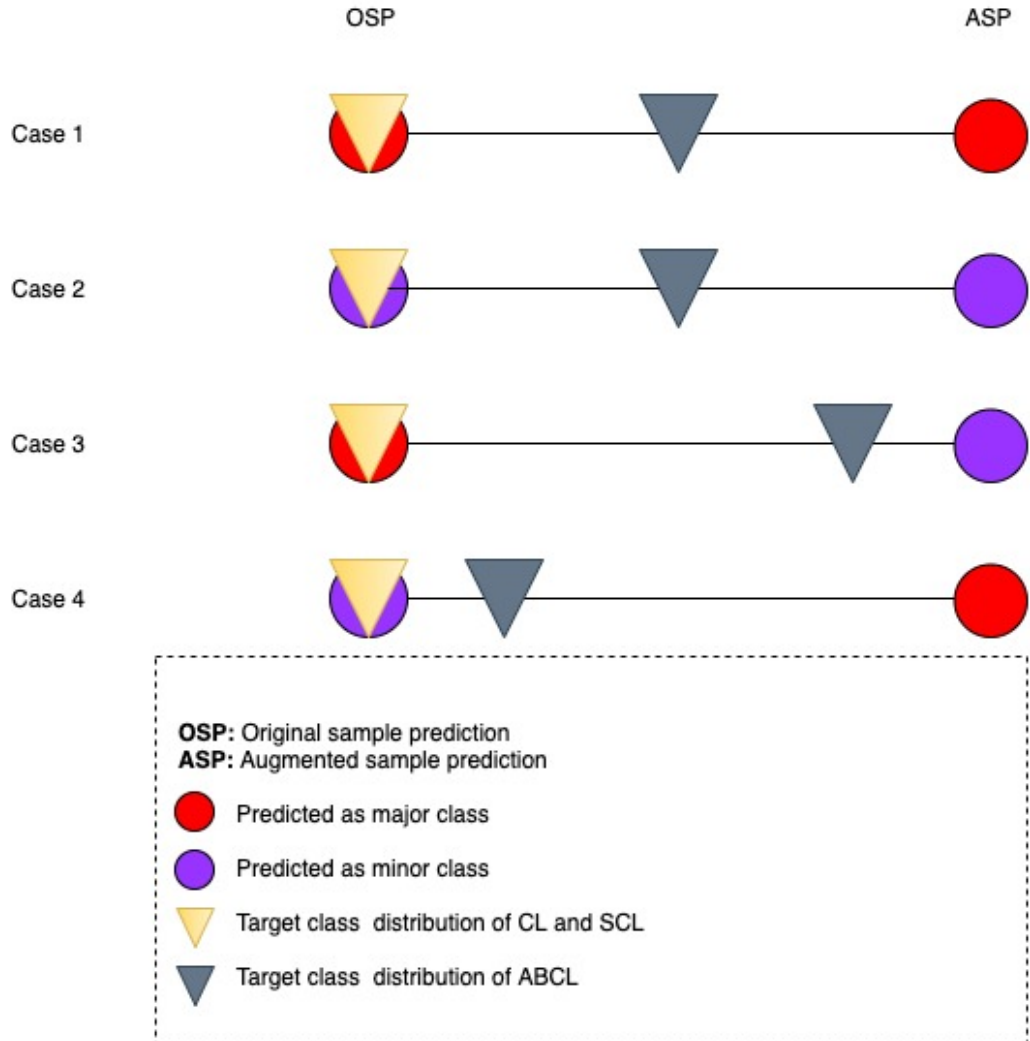 OSP ASP
Case 1
Case 2
Case 3
Case 4
OSP: Original sample prediction
ASP: Augmented sample prediction
Predicted as major class
Predicted as minor class
Target class distribution of CL and SCL
Target class distribution of ABCL